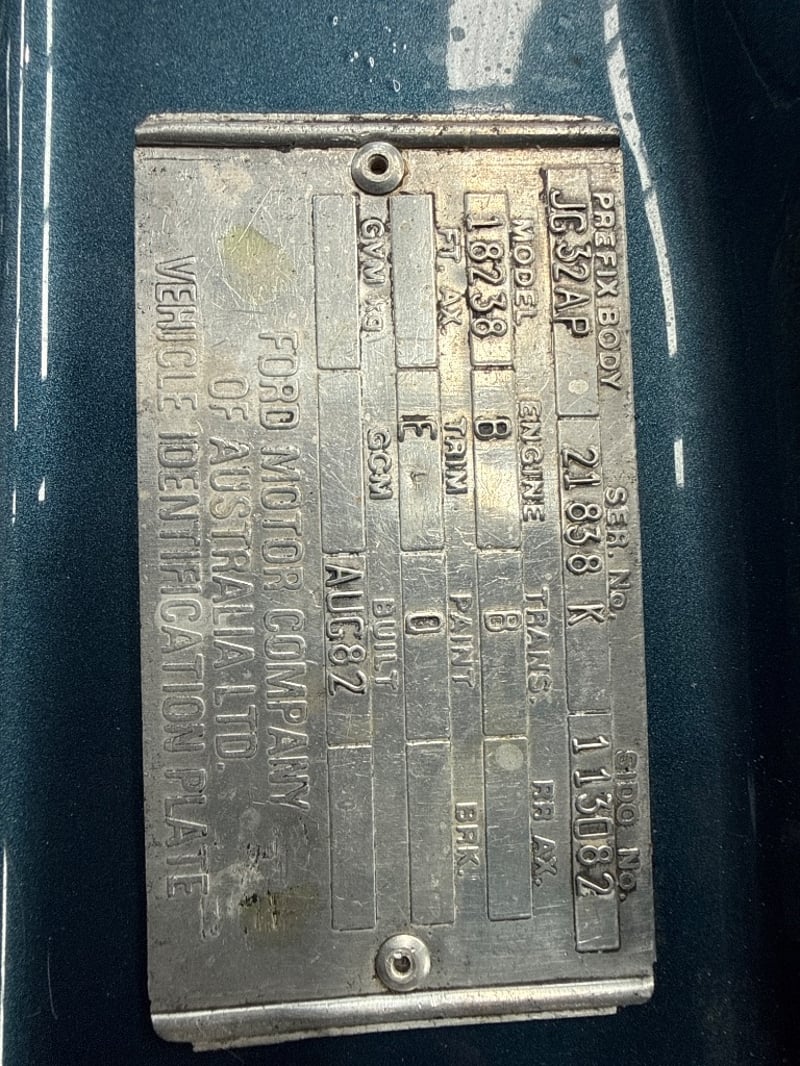 PREFIX BODY SER. No. SIDO No.
JG32AP 21838 K 113082
MODEL ENGINE TRANS. RR AX.
18238 B B
FT. AX. TRIM PAINT BRK.
E O
GVM kg GCM BUILT
AUG82
FORD MOTOR COMPANY
OF AUSTRALIA LTD.
VEHICLE IDENTIFICATION PLATE